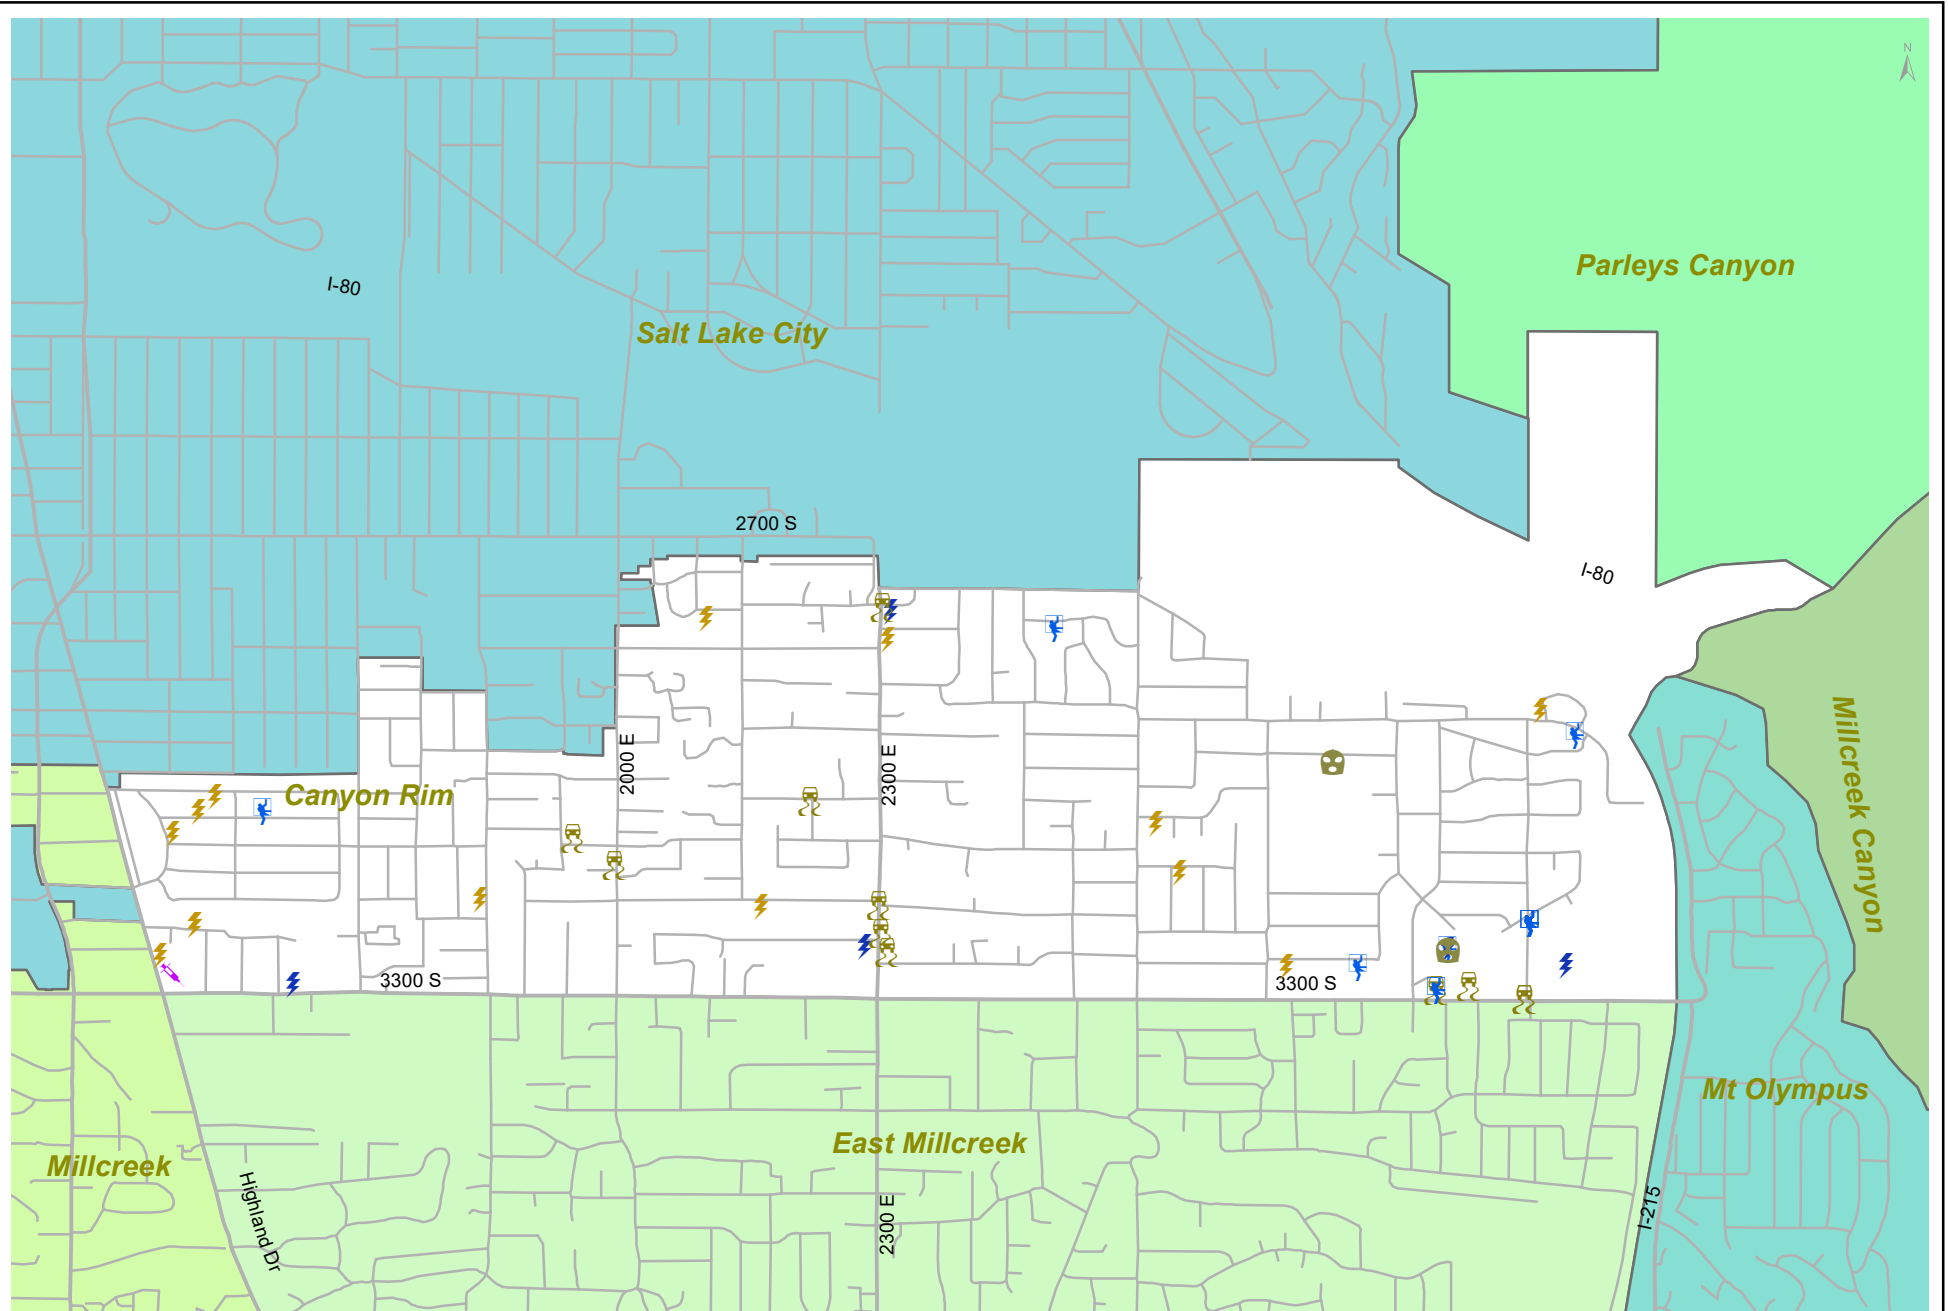 N
Parleys Canyon
I-80
Salt Lake City
2700 S
I-80
Millcreek Canyon
2000 E
2300 E
Canyon Rim
3300 S
3300 S
Mt Olympus
East Millcreek
Millcreek
Highland Dr
2300 E
I-215